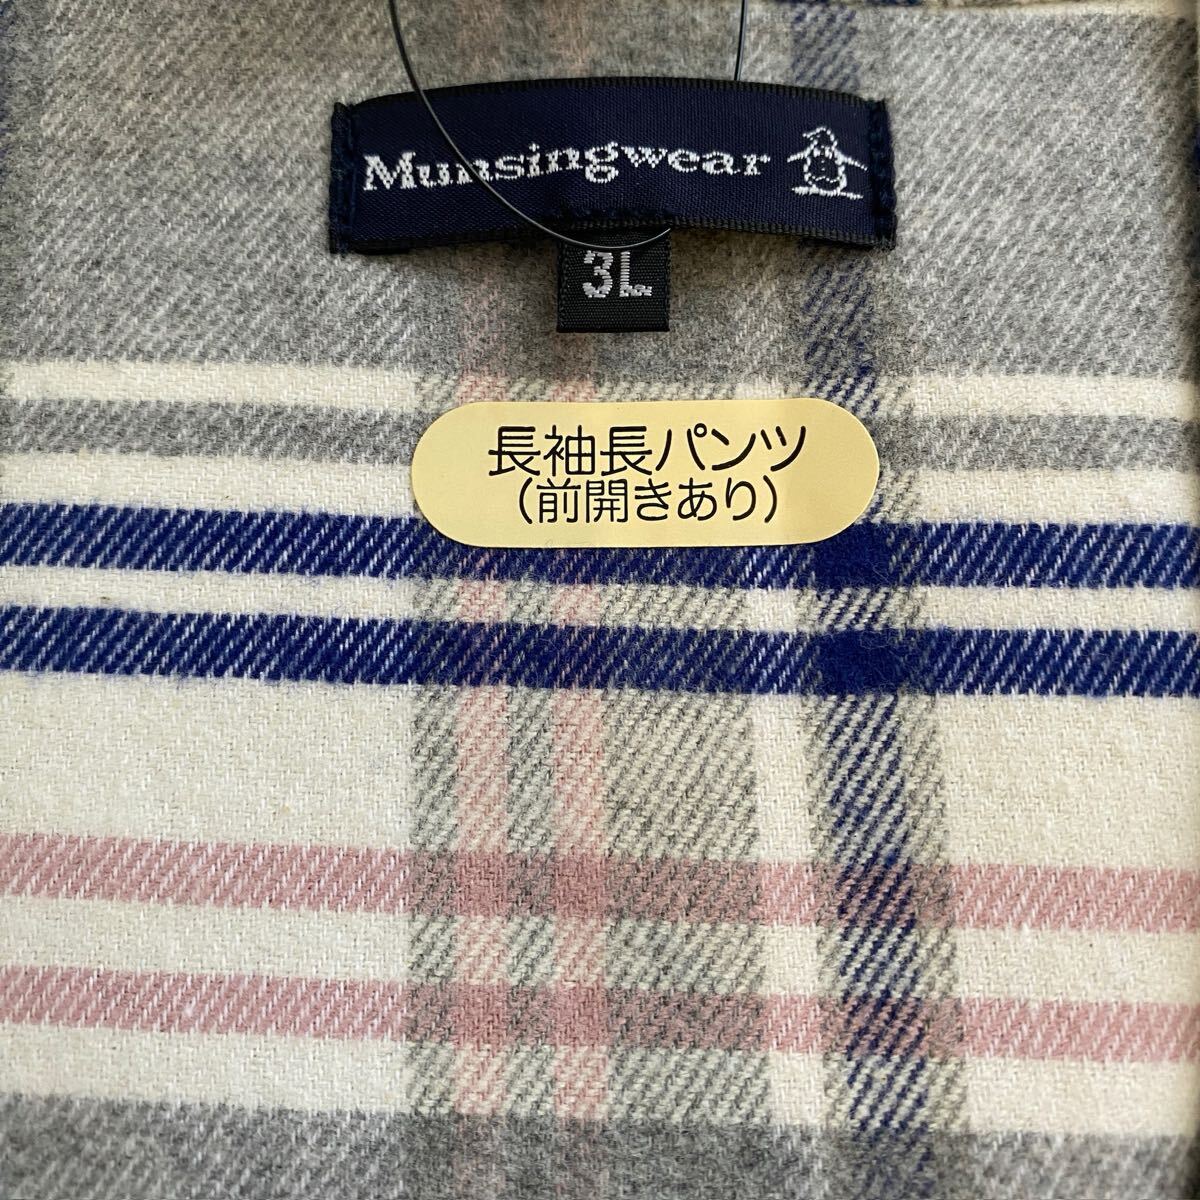 Munsingwear
3L
長袖長パンツ
(前開きあり)